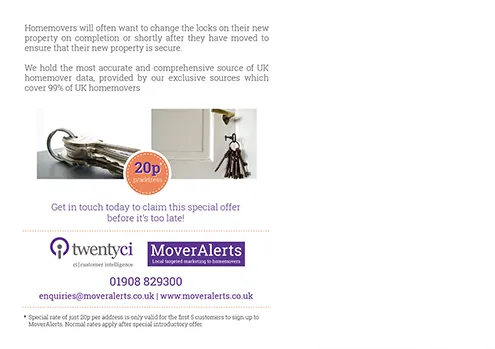 Homemovers will often want to change the locks on their new
property on completion or shortly after they have moved to
ensure that their new property is secure.
We hold the most accurate and comprehensive source of UK
homemover data, provided by our exclusive sources which
cover 99% of UK homemovers
20p*
p/address
Get in touch today to claim this special offer
before it's too late!
twentyci
ci|customer intelligence
MoverAlerts
Local targeted marketing to homemovers
01908 829300
enquiries@moveralerts.co.uk | www.moveralerts.co.uk
* Special rate of just 20p per address is only valid for the first 5 customers to sign up to
MoverAlerts. Normal rates apply after special introductory offer.